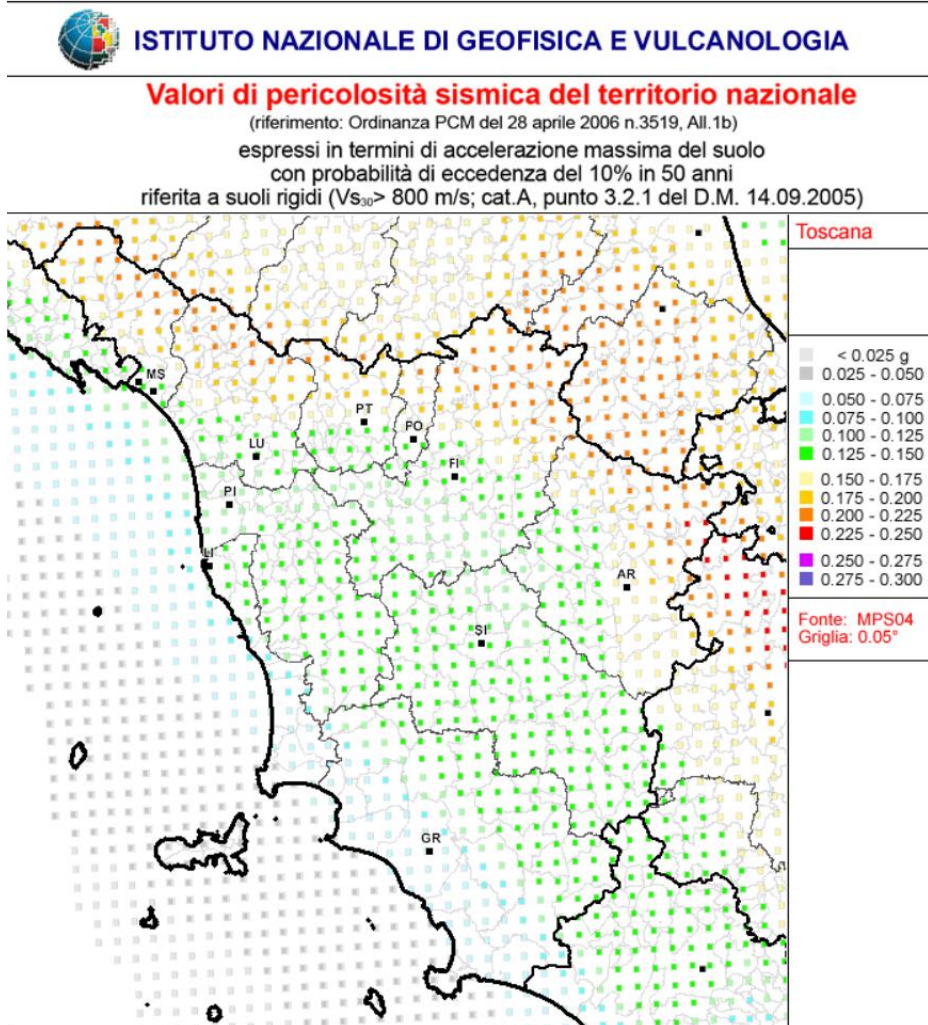 ISTITUTO NAZIONALE DI GEOFISICA E VULCANOLOGIA
Valori di pericolosità sismica del territorio nazionale
(riferimento: Ordinanza PCM del 28 aprile 2006 n.3519, All.1b)
espressi in termini di accelerazione massima del suolo
con probabilità di eccedenza del 10% in 50 anni
riferita a suoli rigidi (Vs₃₀> 800 m/s; cat.A, punto 3.2.1 del D.M. 14.09.2005)
Toscana
< 0.025 g
0.025 - 0.050
0.050 - 0.075
0.075 - 0.100
0.100 - 0.125
0.125 - 0.150
0.150 - 0.175
0.175 - 0.200
0.200 - 0.225
0.225 - 0.250
0.250 - 0.275
0.275 - 0.300
Fonte: MPS04
Griglia: 0.05°
MS
PT
PO
LU
FI
PI
LI
AR
SI
GR